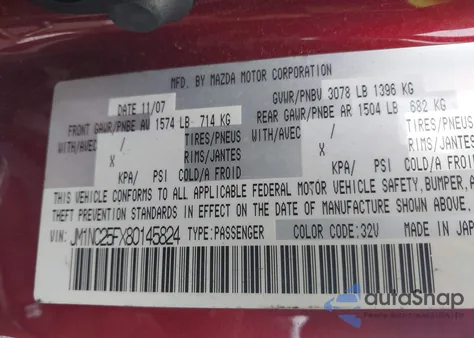 MFD. BY MAZDA MOTOR CORPORATION
DATE 11/07 GVWR/PNBV 3078 LB 1396 KG
FRONT GAWR/PNBE AV 1574 LB 714 KG REAR GAWR/PNBE AR 1504 LB 682 KG
WITH/AVEC TIRES/PNEUS WITH/AVEC TIRES/PNEUS
X RIMS/JANTES X RIMS/JANTES
KPA/ PSI COLD/A FROID KPA/ PSI COLD/A FROID
THIS VEHICLE CONFORMS TO ALL APPLICABLE FEDERAL MOTOR VEHICLE SAFETY, BUMPER, A
THEFT PREVENTION STANDARDS IN EFFECT ON THE DATE OF MANUFACTURE SHOWN ABOVE.
VIN: JM1NC25FX80145824 TYPE:PASSENGER COLOR CODE:32V MADE IN JAP
autoSnap